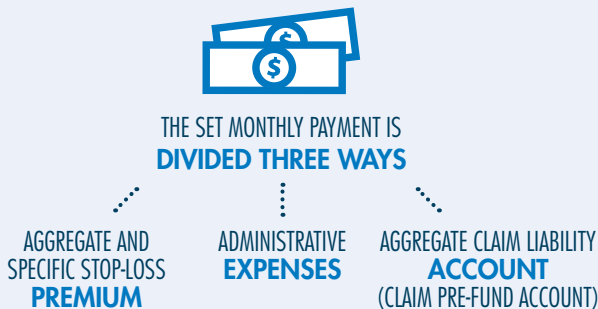 $
$
THE SET MONTHLY PAYMENT IS
DIVIDED THREE WAYS
AGGREGATE AND
SPECIFIC STOP-LOSS
PREMIUM
ADMINISTRATIVE
EXPENSES
AGGREGATE CLAIM LIABILITY
ACCOUNT
(CLAIM PRE-FUND ACCOUNT)